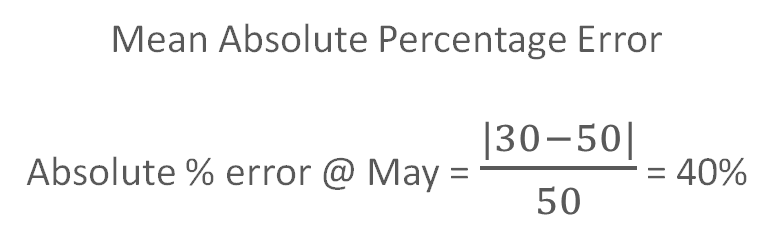 Mean Absolute Percentage Error
Absolute % error @ May = |30−50| / 50 = 40%